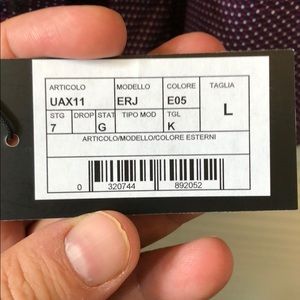 ARTICOLO MODELLO COLORE TAGLIA
UAX11 ERJ E05 L
STG DROP STAT TIPO MOD TGL
7 G K
ARTICOLO/MODELLO/COLORE ESTERNI
0 320744 892052